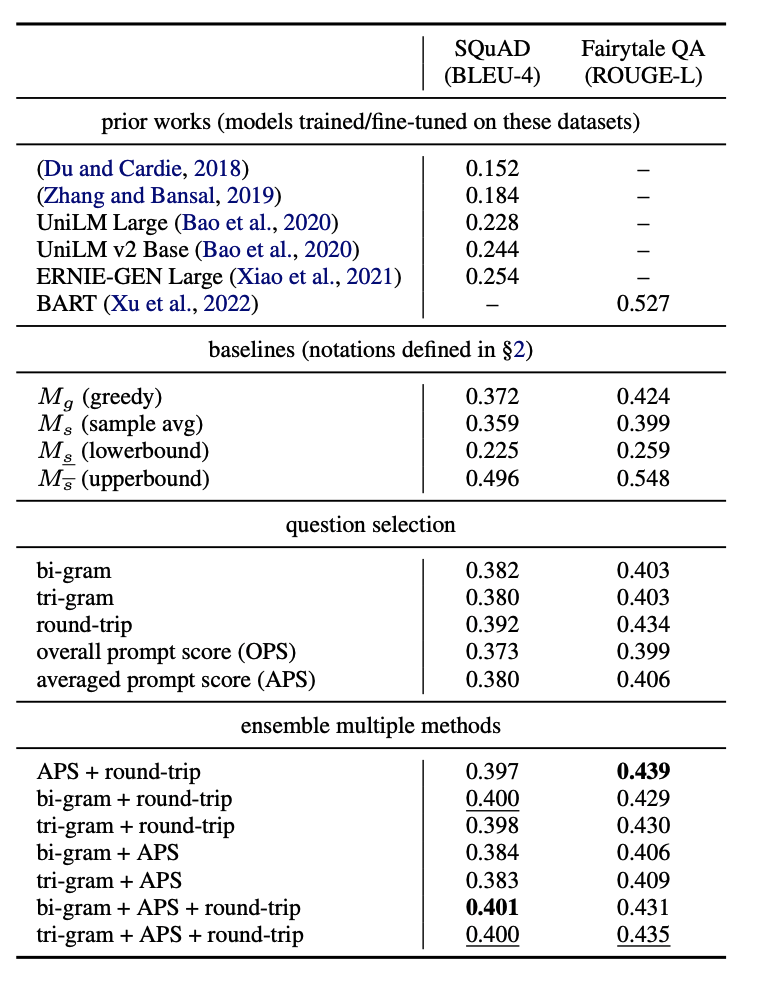 SQuAD Fairytale QA
(BLEU-4) (ROUGE-L)
prior works (models trained/fine-tuned on these datasets)
(Du and Cardie, 2018) 0.152 –
(Zhang and Bansal, 2019) 0.184 –
UniLM Large (Bao et al., 2020) 0.228 –
UniLM v2 Base (Bao et al., 2020) 0.244 –
ERNIE-GEN Large (Xiao et al., 2021) 0.254 –
BART (Xu et al., 2022) – 0.527
baselines (notations defined in §2)
M_g (greedy) 0.372 0.424
M_s (sample avg) 0.359 0.399
M_s̲ (lowerbound) 0.225 0.259
M_s̅ (upperbound) 0.496 0.548
question selection
bi-gram 0.382 0.403
tri-gram 0.380 0.403
round-trip 0.392 0.434
overall prompt score (OPS) 0.373 0.399
averaged prompt score (APS) 0.380 0.406
ensemble multiple methods
APS + round-trip 0.397 0.439
bi-gram + round-trip 0.400 0.429
tri-gram + round-trip 0.398 0.430
bi-gram + APS 0.384 0.406
tri-gram + APS 0.383 0.409
bi-gram + APS + round-trip 0.401 0.431
tri-gram + APS + round-trip 0.400 0.435